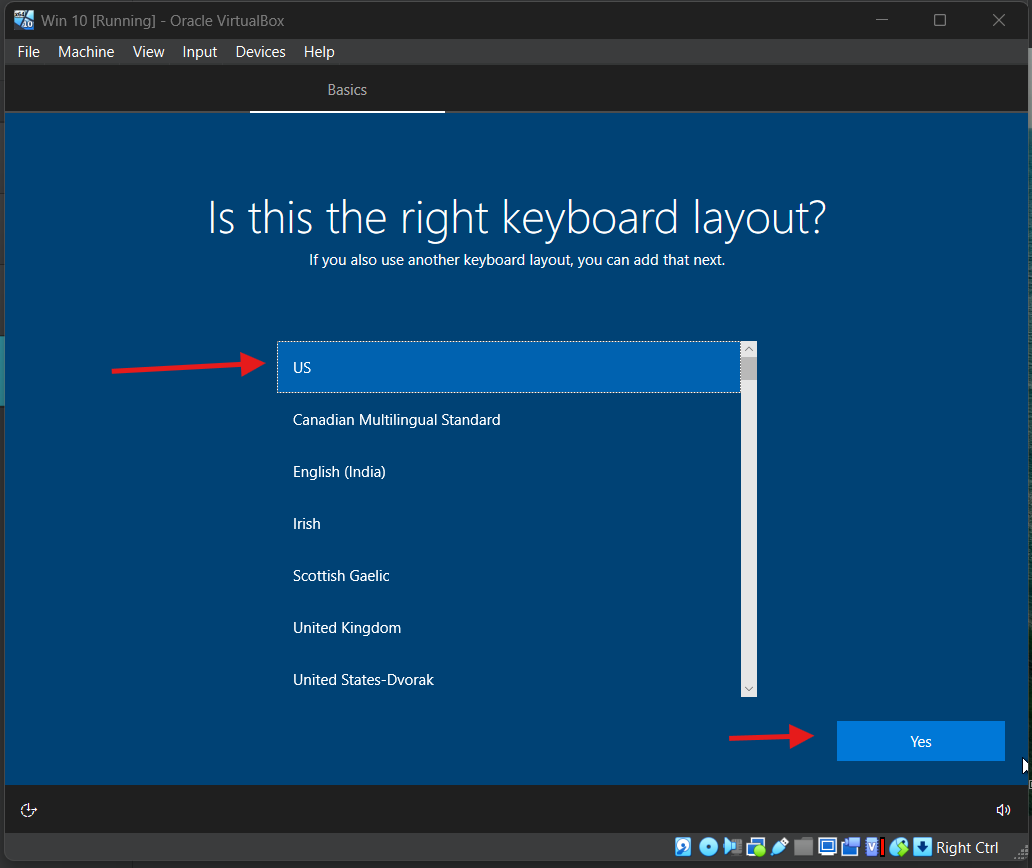 Win 10 [Running] - Oracle VirtualBox
File Machine View Input Devices Help
Basics
Is this the right keyboard layout?
If you also use another keyboard layout, you can add that next.
US
Canadian Multilingual Standard
English (India)
Irish
Scottish Gaelic
United Kingdom
United States-Dvorak
Yes
Right Ctrl